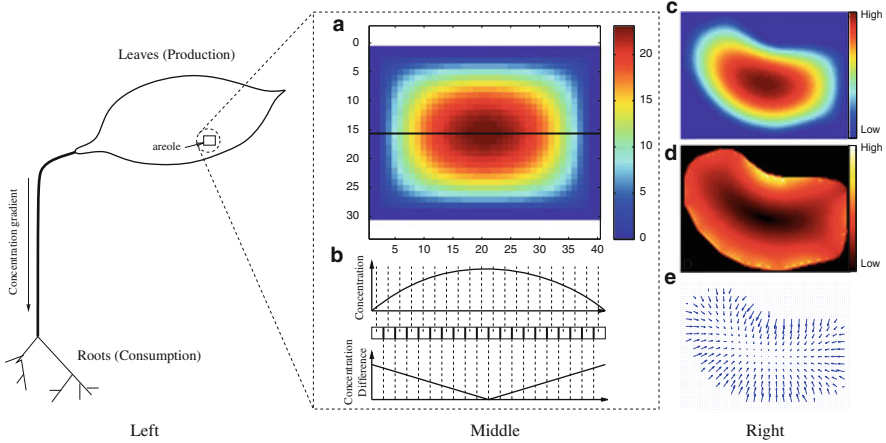 Leaves (Production)
areole
Concentration gradient
Roots (Consumption)
Left
a
0
5
10
15
20
25
30
5 10 15 20 25 30 35 40
20
15
10
5
0
b
Concentration
Concentration
Difference
Middle
c
High
Low
d
High
Low
e
Right